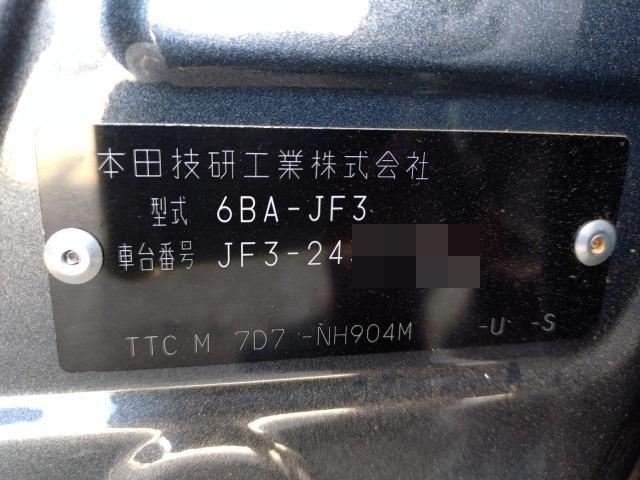 本田技研工業株式会社
型式 6BA-JF3
車台番号 JF3-24
TTC M 7D7 -NH904M -U -S